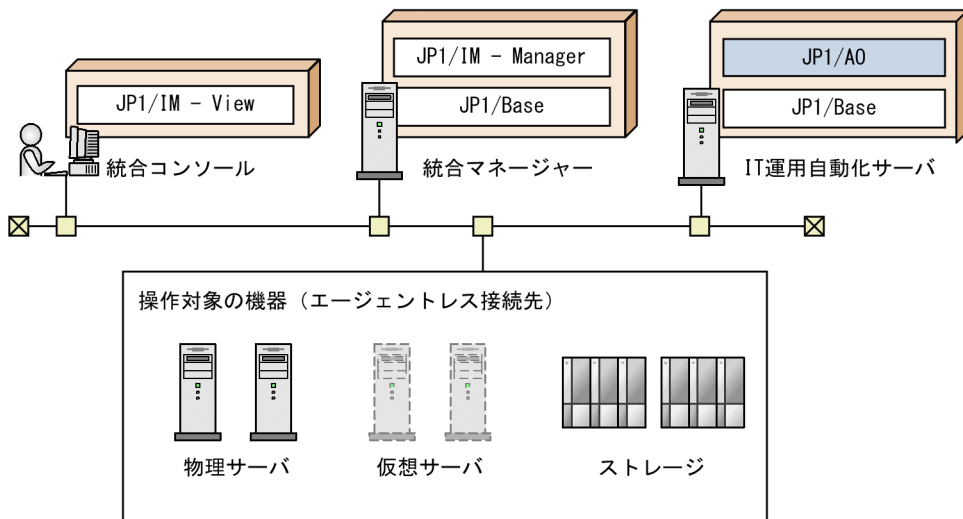 JP1/IM - View
統合コンソール
JP1/IM - Manager
JP1/Base
統合マネージャー
JP1/AO
JP1/Base
IT運用自動化サーバ
操作対象の機器（エージェントレス接続先）
物理サーバ
仮想サーバ
ストレージ